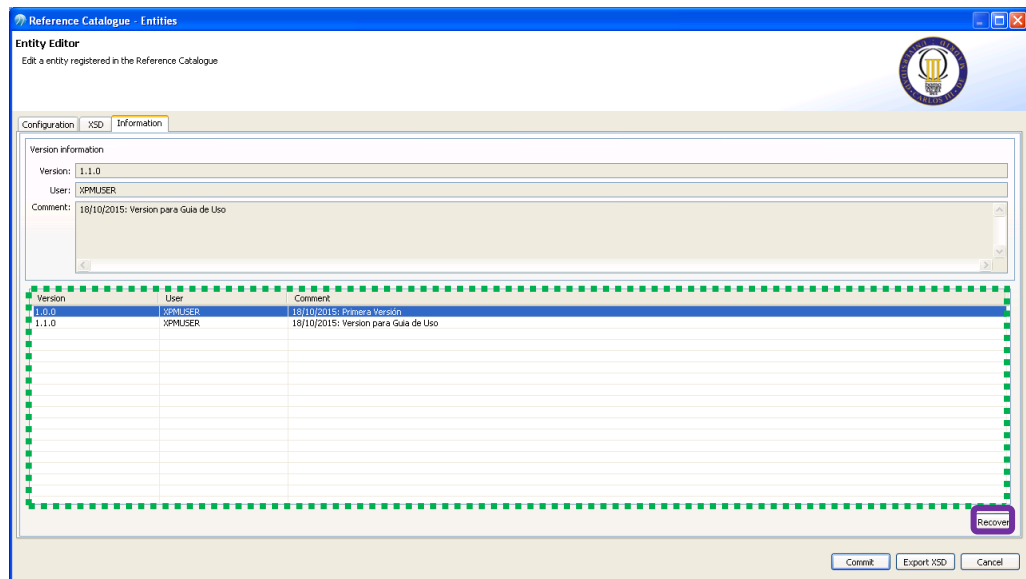 Reference Catalogue - Entities
Entity Editor
Edit a entity registered in the Reference Catalogue
Configuration XSD Information
Version information
Version: 1.1.0
User: XPMUSER
Comment: 18/10/2015: Version para Guia de Uso
Version User Comment
1.0.0 XPMUSER 18/10/2015: Primera Versión
1.1.0 XPMUSER 18/10/2015: Version para Guia de Uso
Recover
Commit Export XSD Cancel